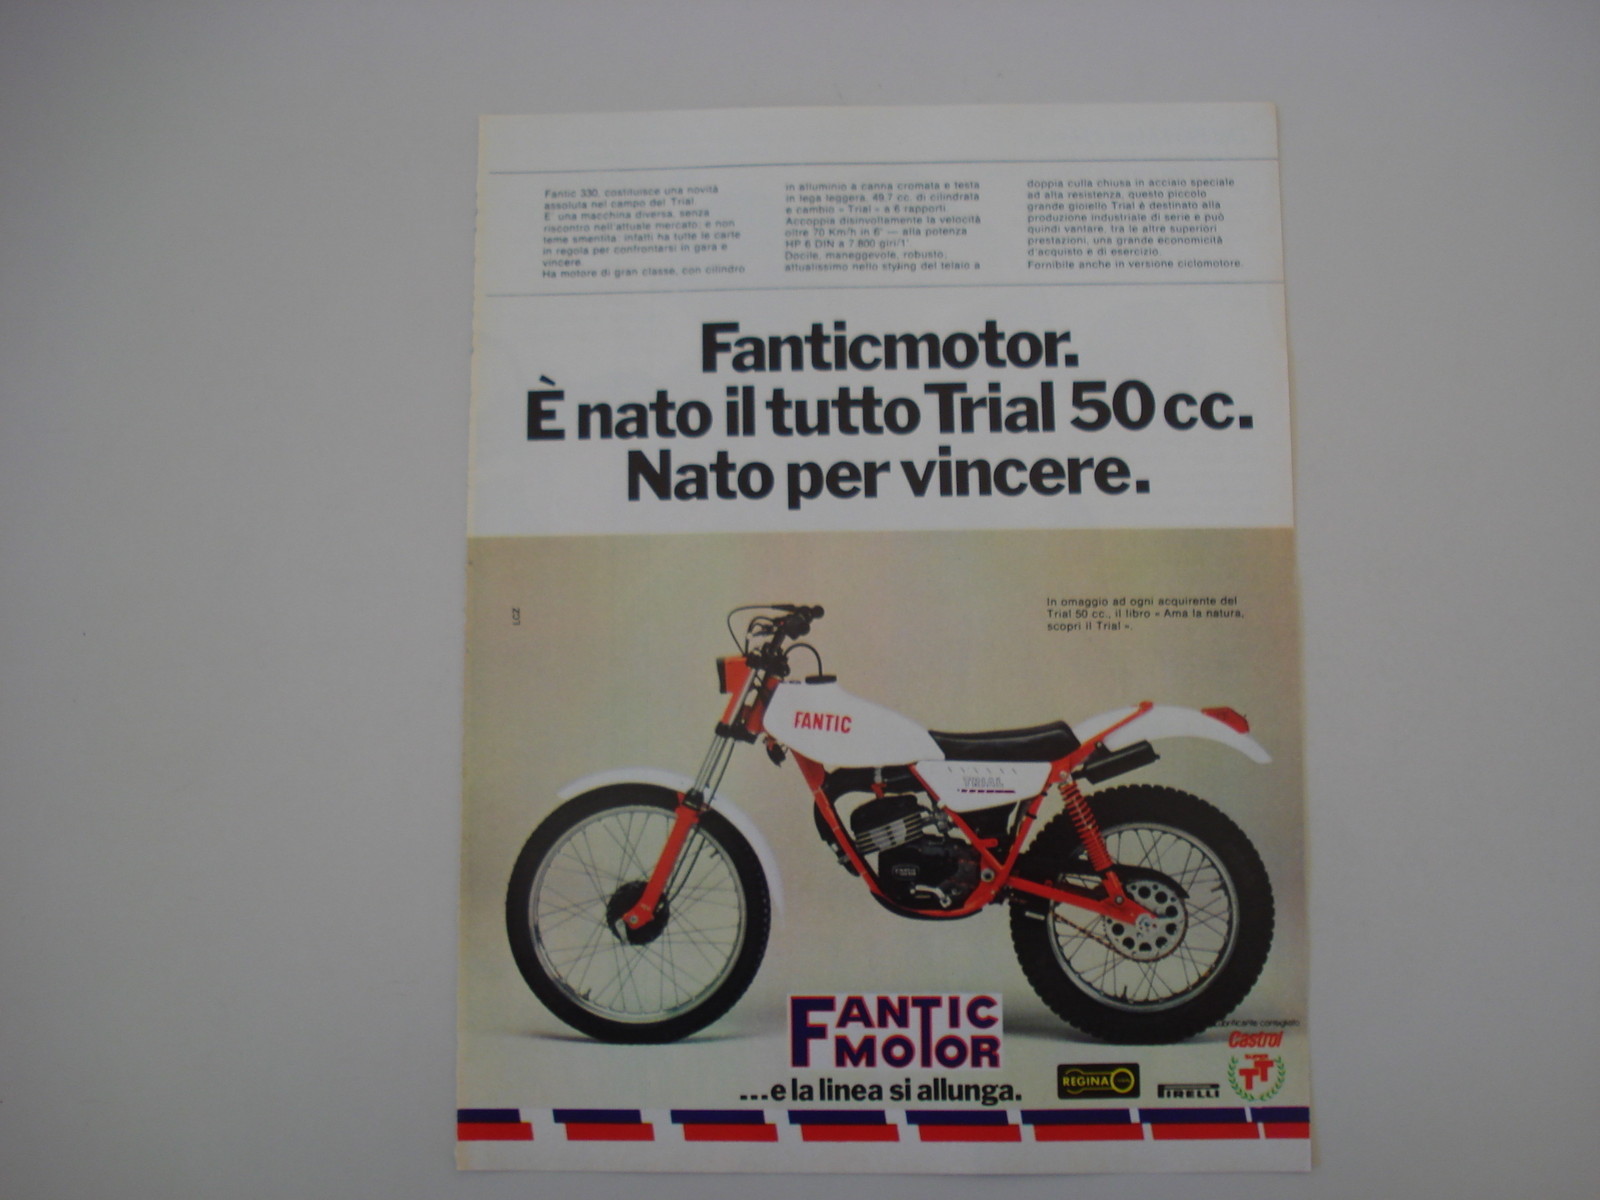 Fantic 330, costituisce una novità
assoluta nel campo del Trial.
E' una macchina diversa, senza
riscontro nell'attuale mercato; e non
teme smentita: infatti ha tutte le carte
in regola per confrontarsi in gara e
vincere.
Ha motore di gran classe, con cilindro
in alluminio a canna cromata e testa
in lega leggera, 49,7 cc. di cilindrata
e cambio « Trial » a 6 rapporti.
Accoppia disinvoltamente la velocità
oltre 70 Km/h in 6ª — alla potenza
HP 6 DIN a 7.800 giri/1'
Docile, maneggevole, robusto,
attualissimo nello styling del telaio a
doppia culla chiusa in acciaio speciale
ad alta resistenza, questo piccolo
grande gioiello Trial è destinato alla
produzione industriale di serie e può
quindi vantare, tra le altre superiori
prestazioni, una grande economicità
d'acquisto e di esercizio.
Fornibile anche in versione ciclomotore.
Fanticmotor.
È nato il tutto Trial 50 cc.
Nato per vincere.
LCZ
In omaggio ad ogni acquirente del
Trial 50 cc., il libro « Ama la natura,
scopri il Trial ».
FANTIC
TRIAL
FANTIC
MOTOR
...e la linea si allunga.
REGINA
PIRELLI
Lubrificante consigliato
Castrol
SUPER
TT